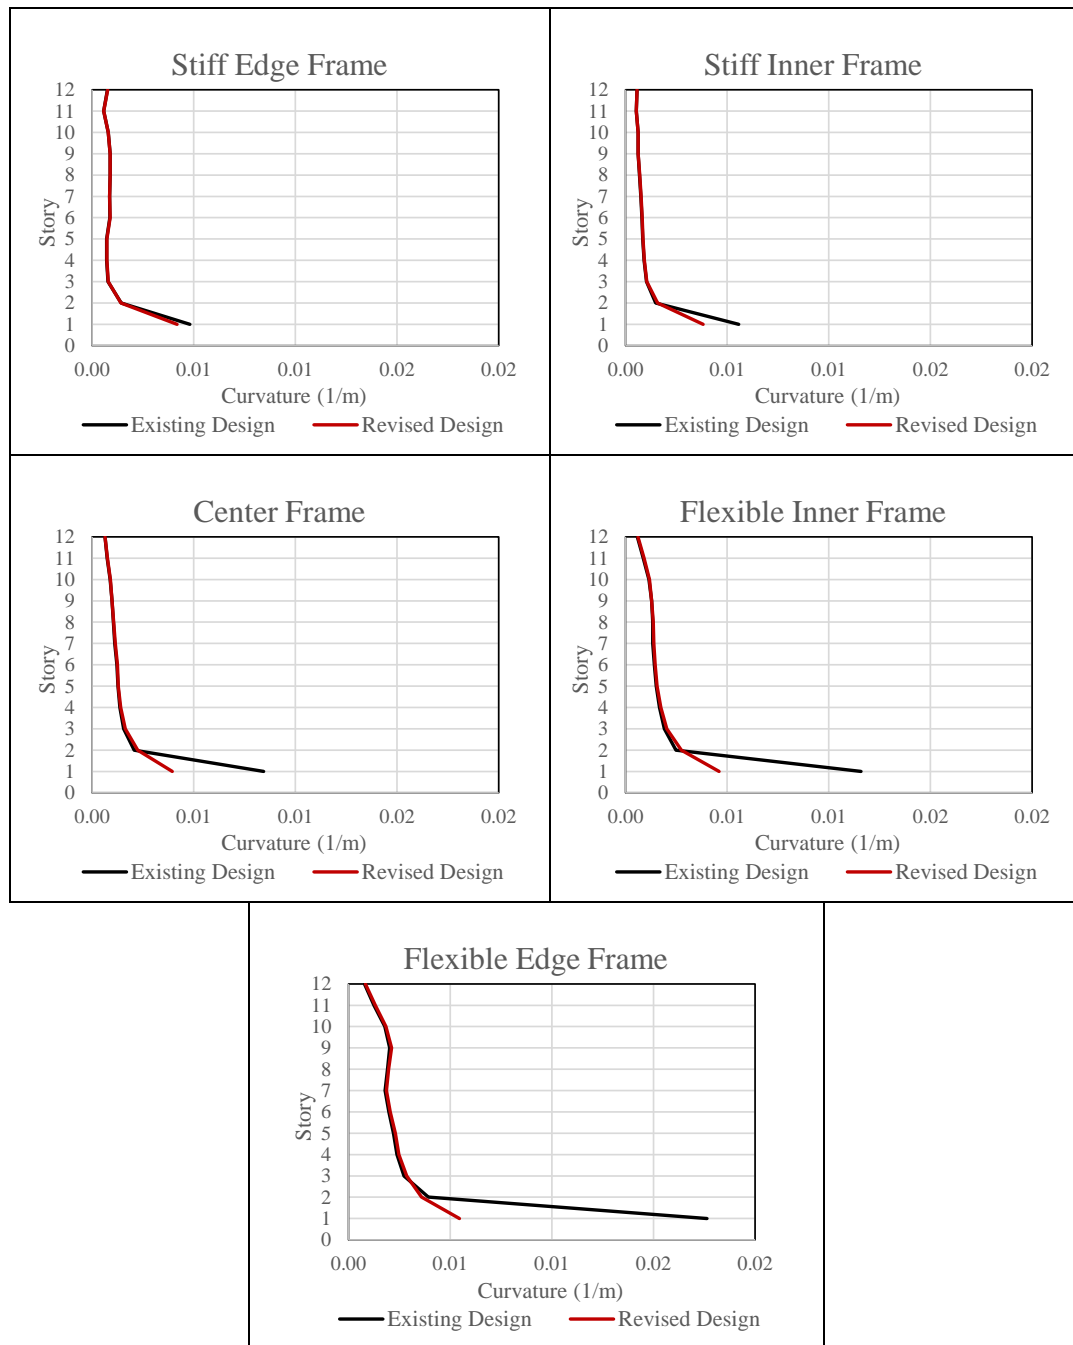 Stiff Edge Frame
12
11
10
9
8
7
6
5
4
3
2
1
0
Story
0.00 0.01 0.01 0.02 0.02
Curvature (1/m)
Existing Design Revised Design
Stiff Inner Frame
12
11
10
9
8
7
6
5
4
3
2
1
0
Story
0.00 0.01 0.01 0.02 0.02
Curvature (1/m)
Existing Design Revised Design
Center Frame
12
11
10
9
8
7
6
5
4
3
2
1
0
Story
0.00 0.01 0.01 0.02 0.02
Curvature (1/m)
Existing Design Revised Design
Flexible Inner Frame
12
11
10
9
8
7
6
5
4
3
2
1
0
Story
0.00 0.01 0.01 0.02 0.02
Curvature (1/m)
Existing Design Revised Design
Flexible Edge Frame
12
11
10
9
8
7
6
5
4
3
2
1
0
Story
0.00 0.01 0.01 0.02 0.02
Curvature (1/m)
Existing Design Revised Design